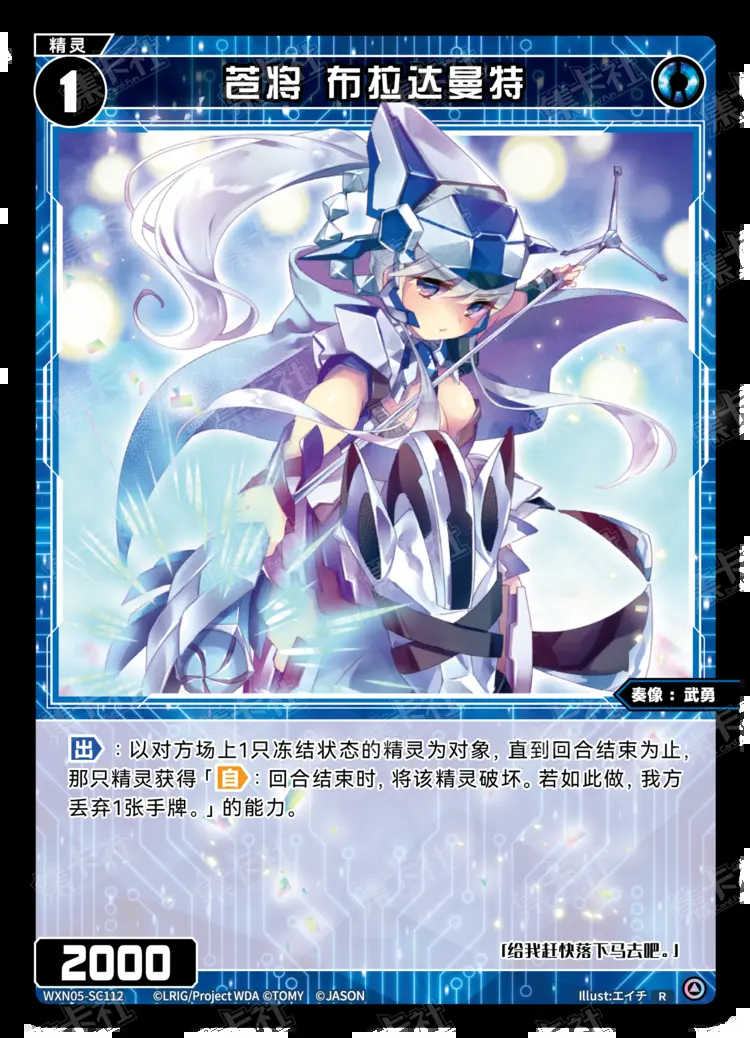 精灵
1
苍将 布拉达曼特
奏像：武勇
出：以对方场上1只冻结状态的精灵为对象，直到回合结束为止，
那只精灵获得「自：回合结束时，将该精灵破坏。若如此做，我方
丢弃1张手牌。」的能力。
「给我赶快落下马去吧。」
2000
WXN05-SC112 ©LRIG/Project WDA ©TOMY ©JASON Illust:エイチ R
集卡社